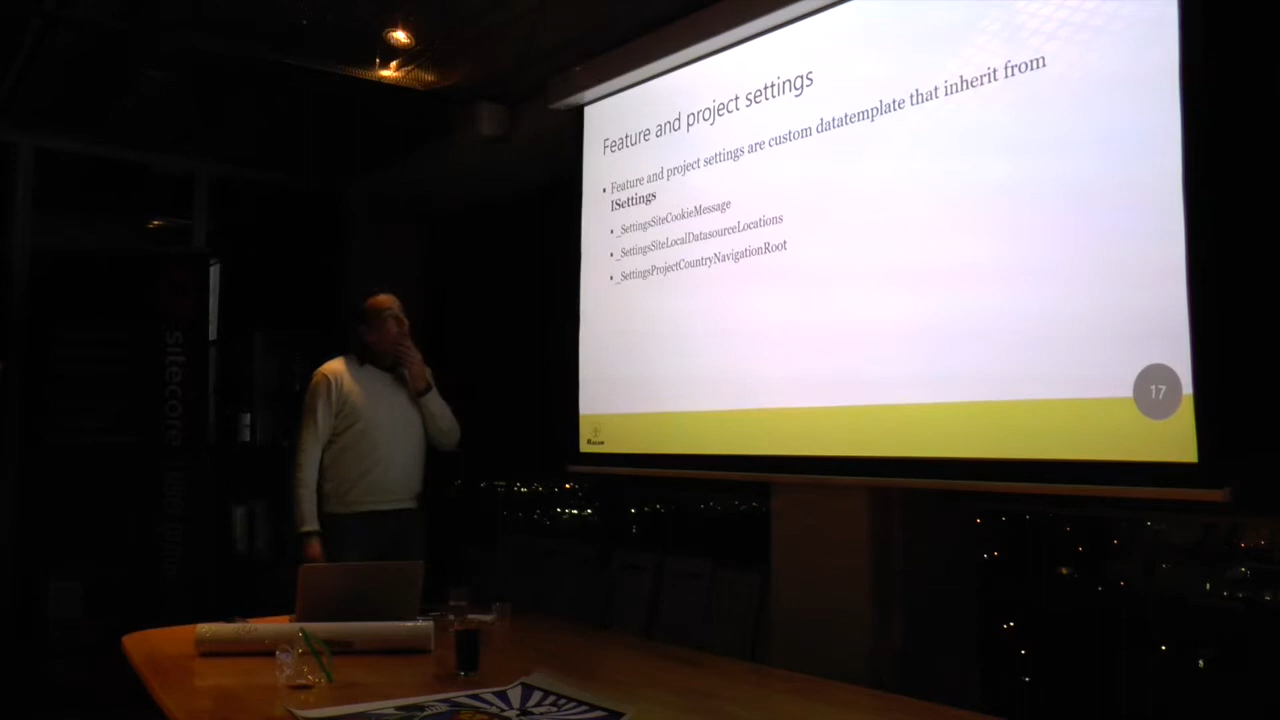 Feature and project settings
▪ Feature and project settings are custom datatemplate that inherit from
ISettings
▪ _SettingsSiteCookieMessage
▪ _SettingsSiteLocalDatasourceLocations
▪ _SettingsProjectCountryNavigationRoot
17
sitecore